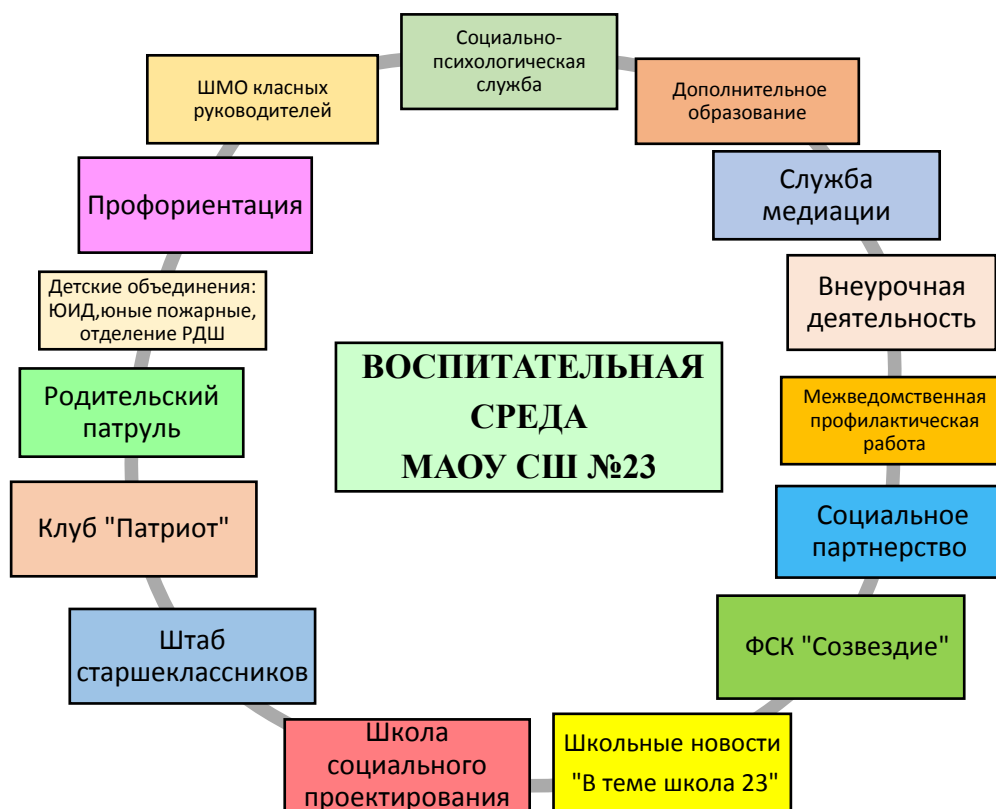 Социально-
психологическая
служба
Дополнительное
образование
Служба
медиации
Внеурочная
деятельность
Межведомственная
профилактическая
работа
Социальное
партнерство
ФСК "Созвездие"
Школьные новости
"В теме школа 23"
Школа
социального
проектирования
Штаб
старшеклассников
Клуб "Патриот"
Родительский
патруль
Детские объединения:
ЮИД,юные пожарные,
отделение РДШ
Профориентация
ШМО класных
руководителей
ВОСПИТАТЕЛЬНАЯ
СРЕДА
МАОУ СШ №23